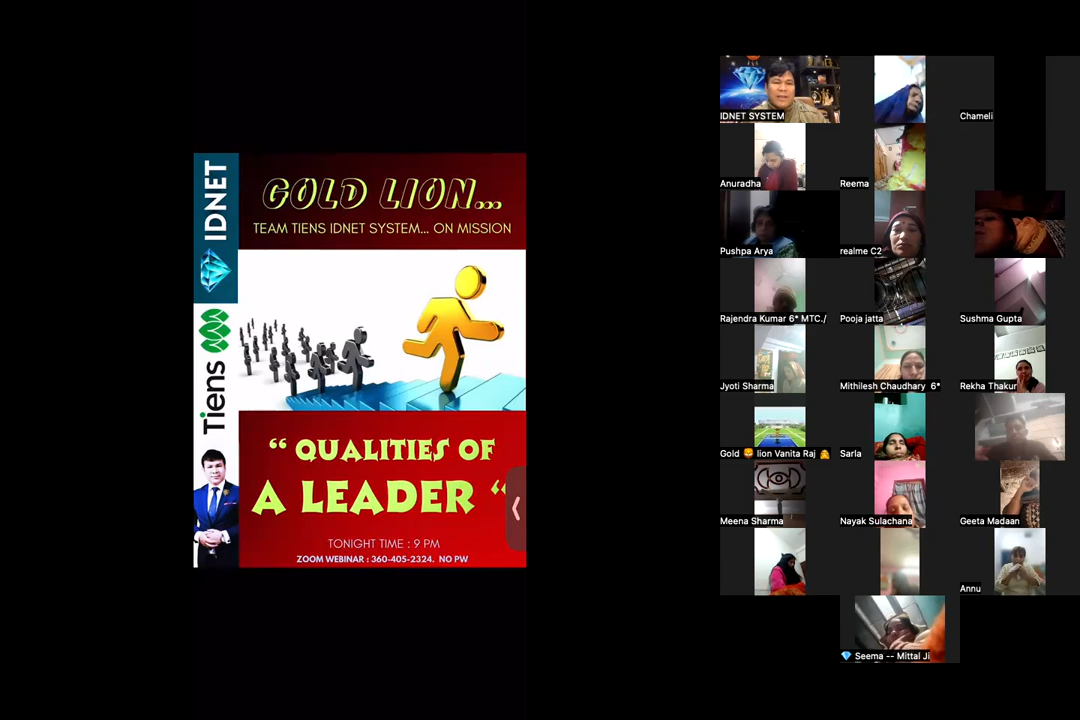 IDNET
Tiens
GOLD LION...
TEAM TIENS IDNET SYSTEM... ON MISSION
“ QUALITIES OF
A LEADER “
TONIGHT TIME : 9 PM
ZOOM WEBINAR : 360-405-2324. NO PW
IDNET SYSTEM
Chameli
Anuradha
Reema
Pushpa Arya
realme C2
Rajendra Kumar 6* MTC./
Pooja jatta
Sushma Gupta
Jyoti Sharma
Mithilesh Chaudhary 6*
Rekha Thakur
Gold 🦁 lion Vanita Raj 🙏
Sarla
Meena Sharma
Nayak Sulachana
Geeta Madaan
Annu
💎 Seema -- Mittal Ji